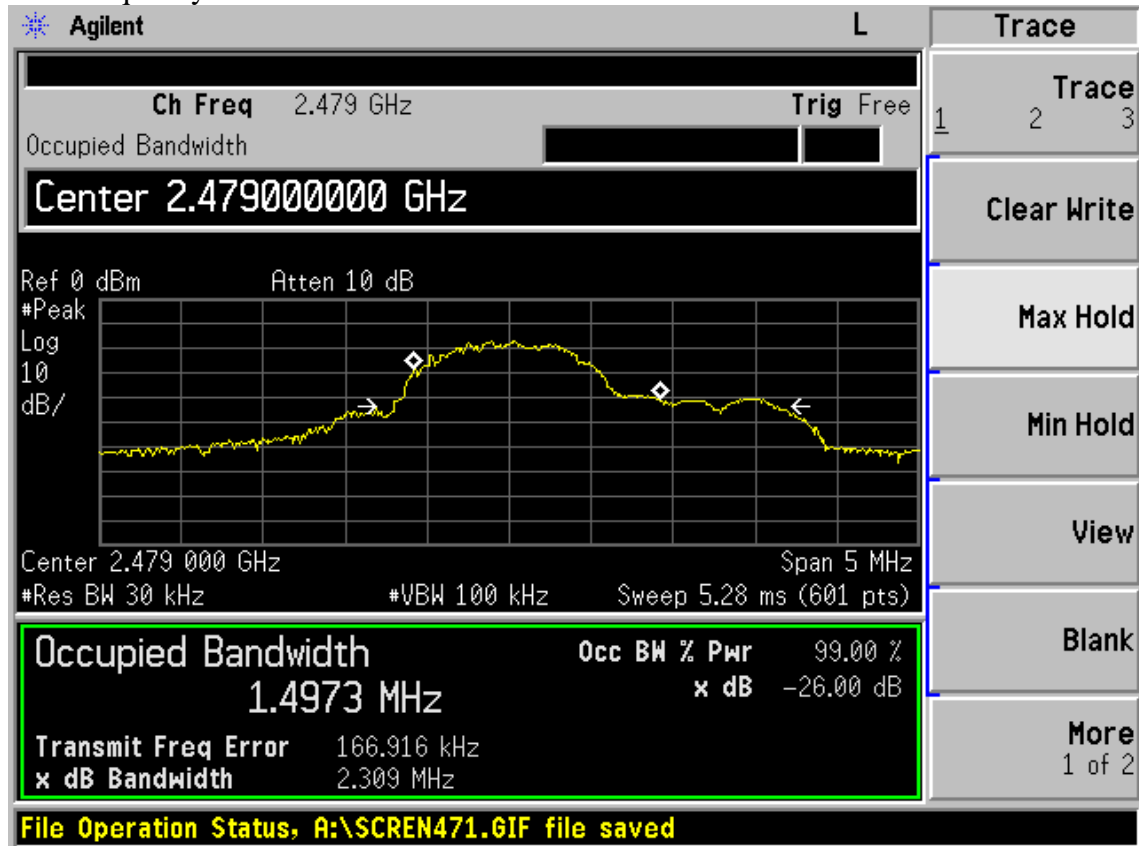 Agilent
L
Trace
Ch Freq 2.479 GHz
Trig Free
Occupied Bandwidth
Trace
1 2 3
Center 2.479000000 GHz
Clear Write
Ref 0 dBm
Atten 10 dB
#Peak
Log
10
dB/
Max Hold
Min Hold
View
Center 2.479 000 GHz
Span 5 MHz
#Res BW 30 kHz
#VBW 100 kHz
Sweep 5.28 ms (601 pts)
Occupied Bandwidth
1.4973 MHz
Occ BW % Pwr 99.00 %
x dB -26.00 dB
Blank
Transmit Freq Error 166.916 kHz
x dB Bandwidth 2.309 MHz
More
1 of 2
File Operation Status, A:\SCREN471.GIF file saved